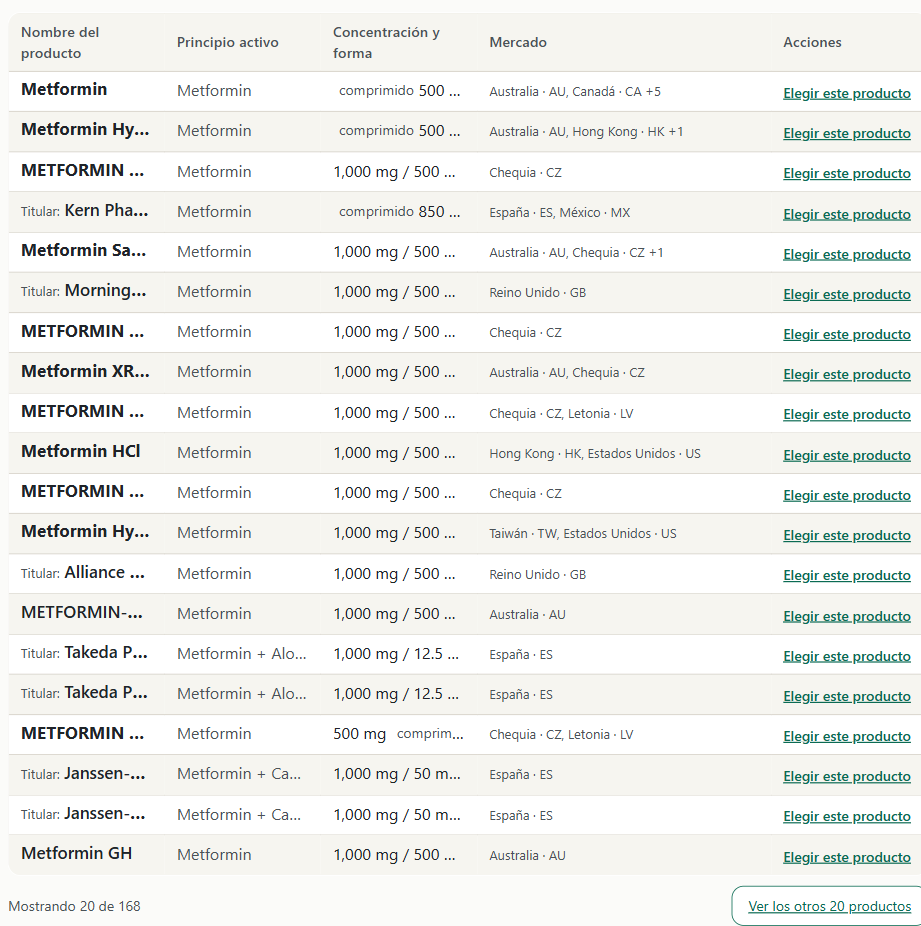 Nombre del producto Principio activo Concentración y forma Mercado Acciones
Metformin Metformin comprimido 500 ... Australia · AU, Canadá · CA +5 Elegir este producto
Metformin Hy... Metformin comprimido 500 ... Australia · AU, Hong Kong · HK +1 Elegir este producto
METFORMIN ... Metformin 1,000 mg / 500 ... Chequia · CZ Elegir este producto
Titular: Kern Pha... Metformin comprimido 850 ... España · ES, México · MX Elegir este producto
Metformin Sa... Metformin 1,000 mg / 500 ... Australia · AU, Chequia · CZ +1 Elegir este producto
Titular: Morning... Metformin 1,000 mg / 500 ... Reino Unido · GB Elegir este producto
METFORMIN ... Metformin 1,000 mg / 500 ... Chequia · CZ Elegir este producto
Metformin XR... Metformin 1,000 mg / 500 ... Australia · AU, Chequia · CZ Elegir este producto
METFORMIN ... Metformin 1,000 mg / 500 ... Chequia · CZ, Letonia · LV Elegir este producto
Metformin HCl Metformin 1,000 mg / 500 ... Hong Kong · HK, Estados Unidos · US Elegir este producto
METFORMIN ... Metformin 1,000 mg / 500 ... Chequia · CZ Elegir este producto
Metformin Hy... Metformin 1,000 mg / 500 ... Taiwán · TW, Estados Unidos · US Elegir este producto
Titular: Alliance ... Metformin 1,000 mg / 500 ... Reino Unido · GB Elegir este producto
METFORMIN-... Metformin 1,000 mg / 500 ... Australia · AU Elegir este producto
Titular: Takeda P... Metformin + Alo... 1,000 mg / 12.5 ... España · ES Elegir este producto
Titular: Takeda P... Metformin + Alo... 1,000 mg / 12.5 ... España · ES Elegir este producto
METFORMIN ... Metformin 500 mg comprim... Chequia · CZ, Letonia · LV Elegir este producto
Titular: Janssen-... Metformin + Ca... 1,000 mg / 50 m... España · ES Elegir este producto
Titular: Janssen-... Metformin + Ca... 1,000 mg / 50 m... España · ES Elegir este producto
Metformin GH Metformin 1,000 mg / 500 ... Australia · AU Elegir este producto
Mostrando 20 de 168 Ver los otros 20 productos